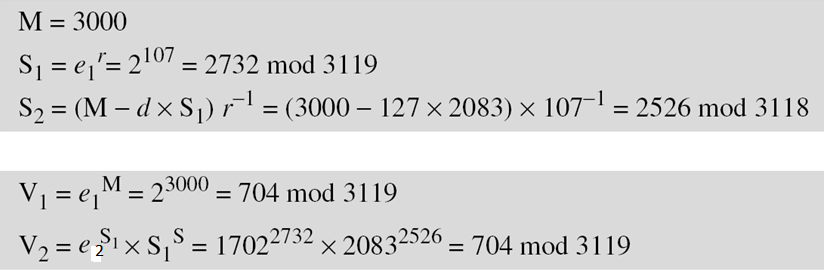 M = 3000
S₁ = e₁ʳ = 2¹⁰⁷ = 2732 mod 3119
S₂ = (M − d × S₁) r⁻¹ = (3000 − 127 × 2083) × 107⁻¹ = 2526 mod 3118
V₁ = e₁ᴹ = 2³⁰⁰⁰ = 704 mod 3119
V₂ = e₂^S₁ × S₁^S = 1702²⁷³² × 2083²⁵²⁶ = 704 mod 3119